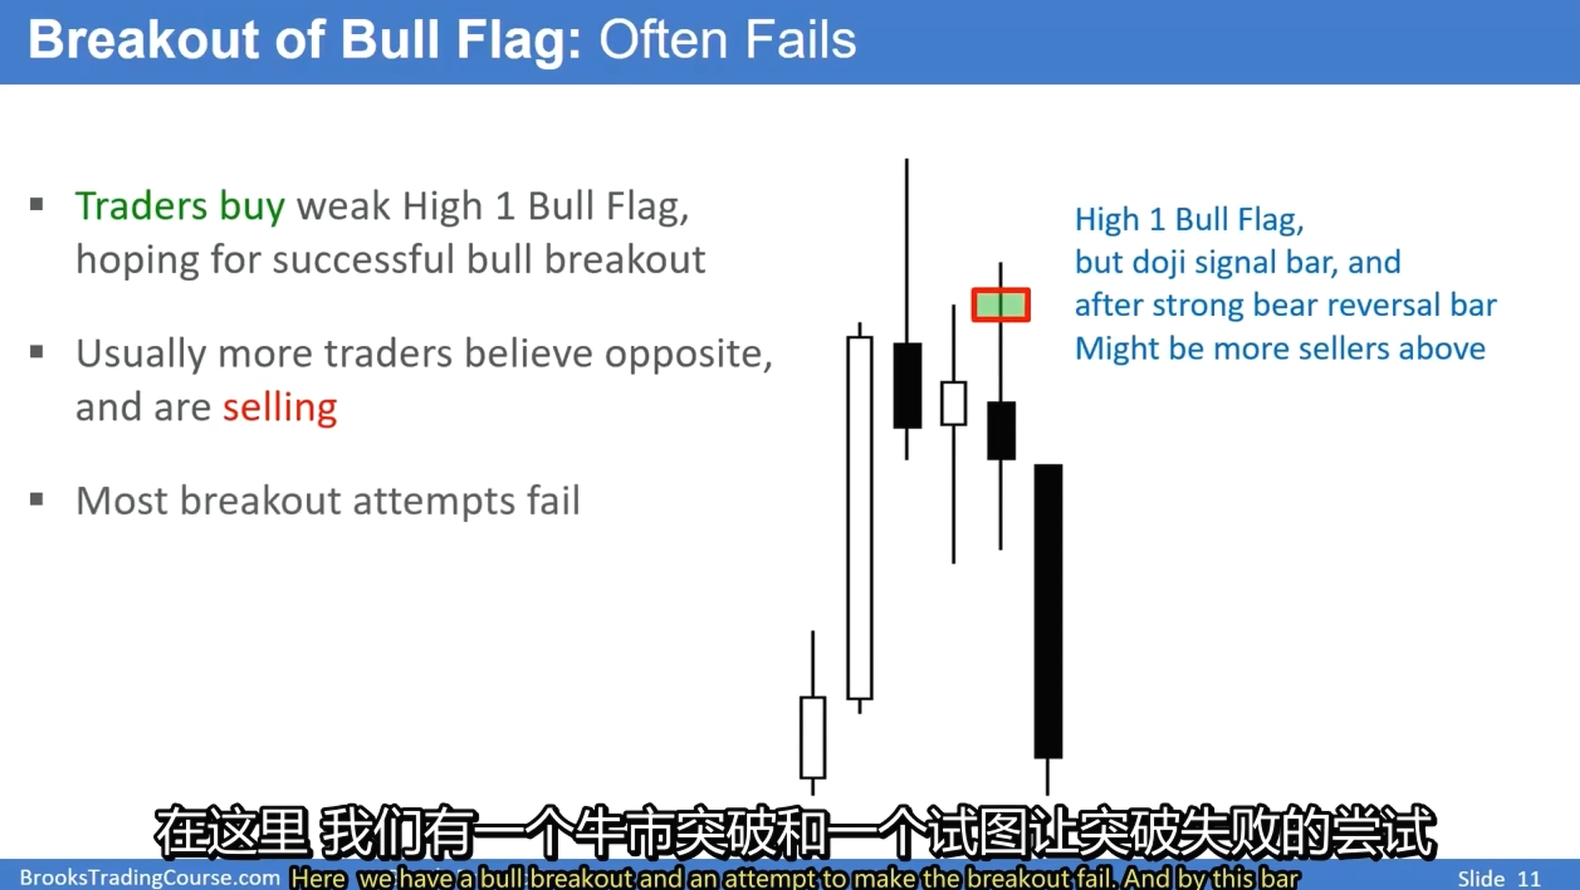 Breakout of Bull Flag: Often Fails
▪ Traders buy weak High 1 Bull Flag,
hoping for successful bull breakout
▪ Usually more traders believe opposite,
and are selling
▪ Most breakout attempts fail
High 1 Bull Flag,
but doji signal bar, and
after strong bear reversal bar
Might be more sellers above
在这里 我们有一个牛市突破和一个试图让突破失败的尝试
BrooksTradingCourse.com
Here we have a bull breakout and an attempt to make the breakout fail. And by this bar
Slide 11